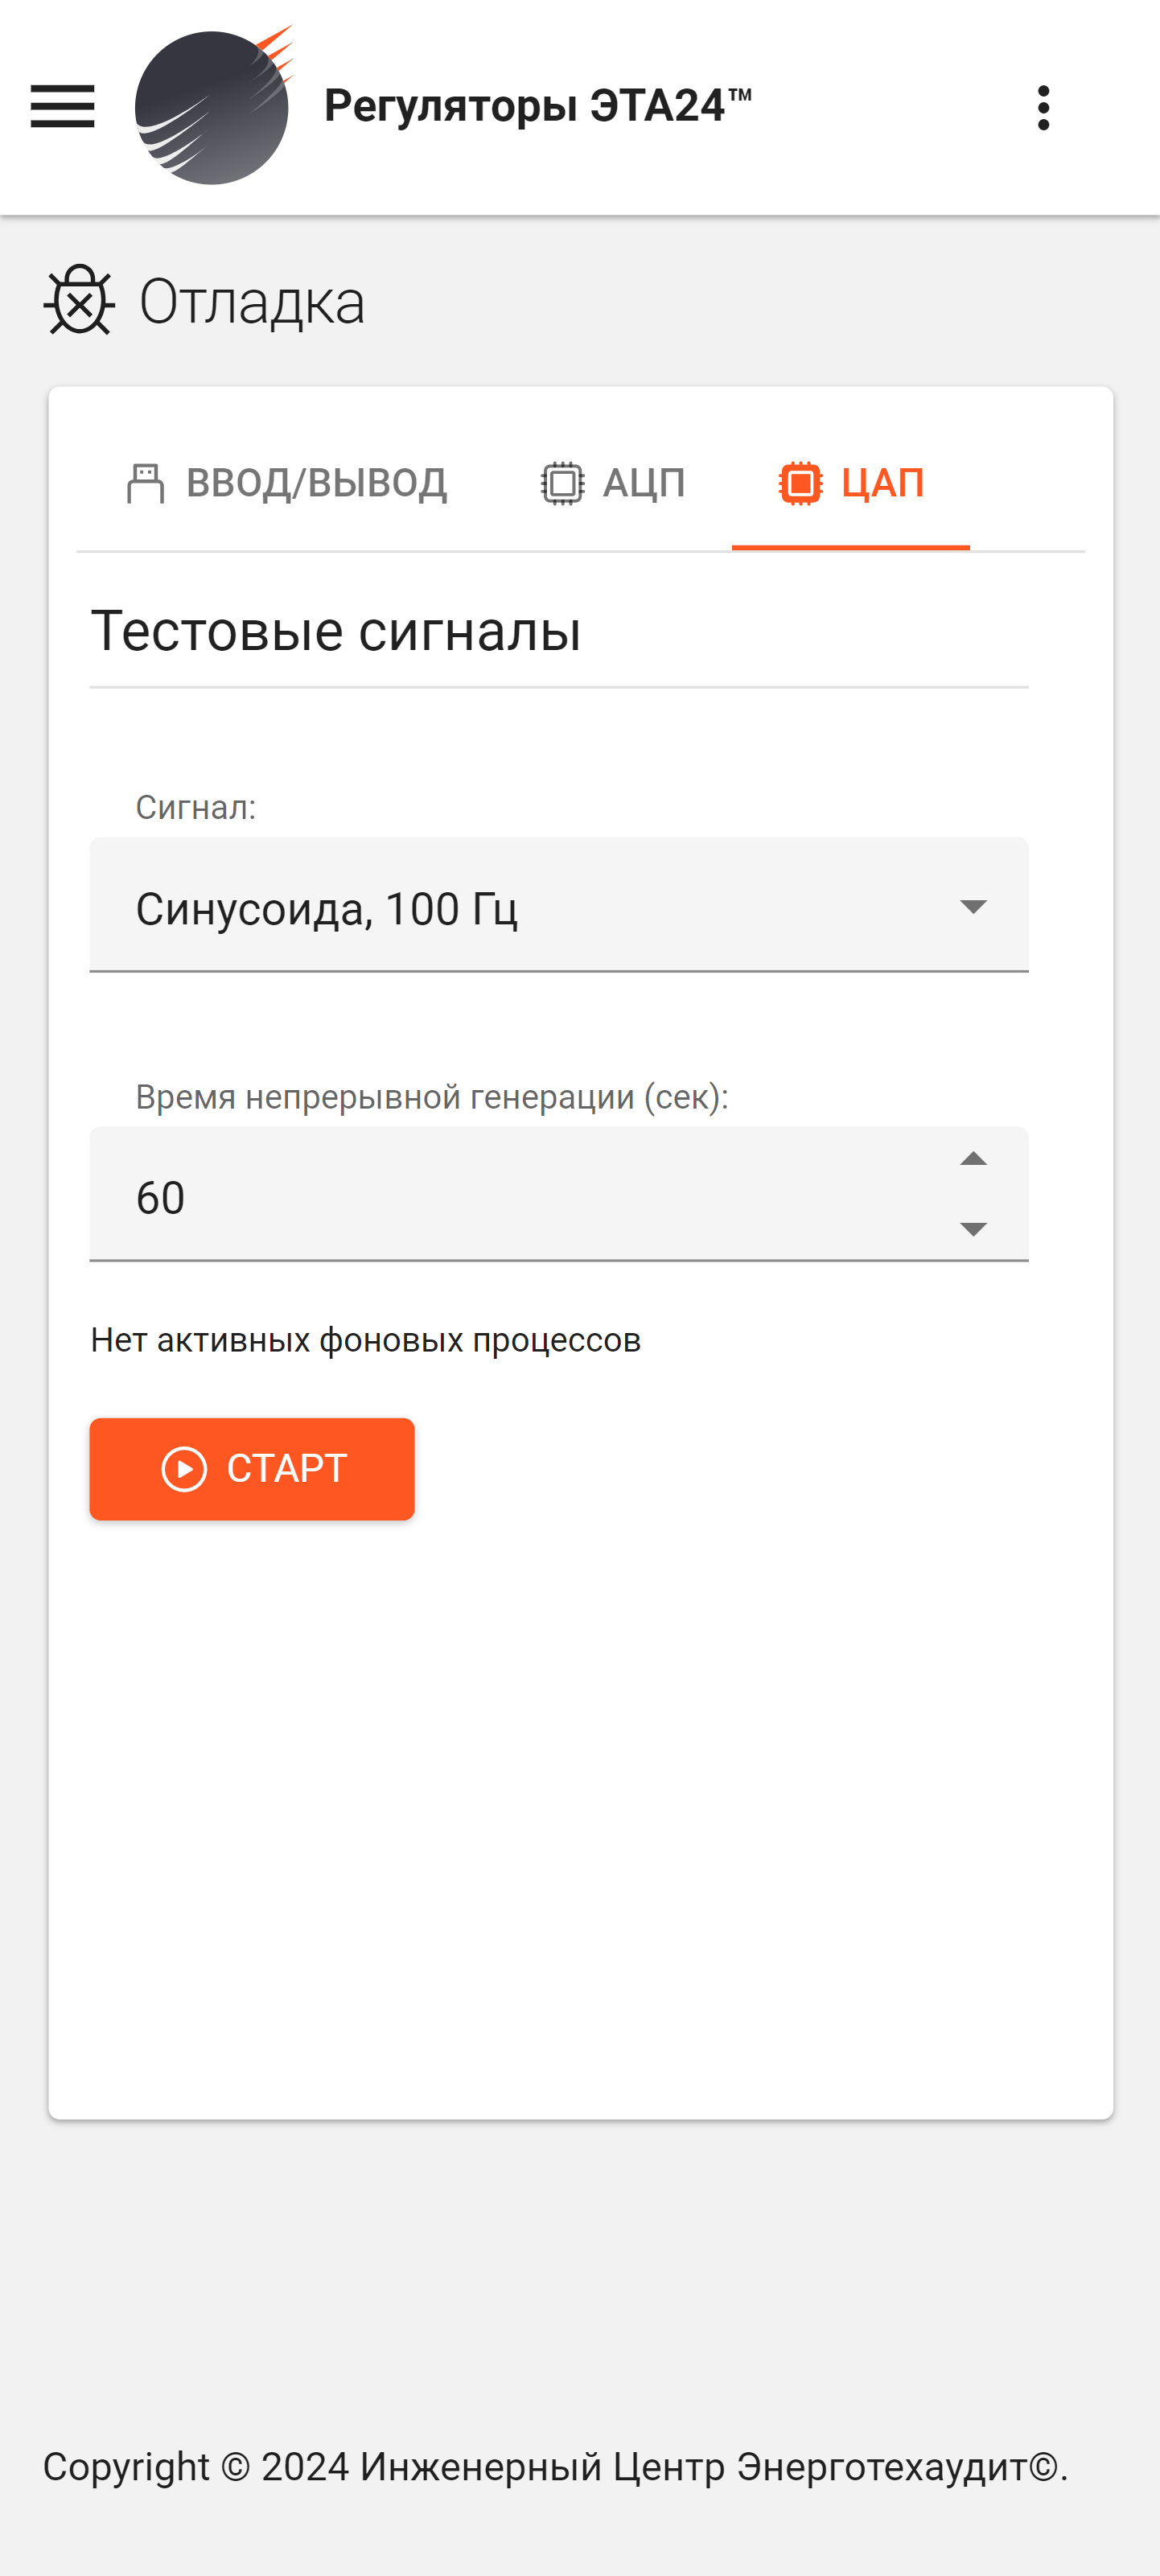 Регуляторы ЭТА24™
Отладка
ВВОД/ВЫВОД АЦП ЦАП
Тестовые сигналы
Сигнал:
Синусоида, 100 Гц
Время непрерывной генерации (сек):
60
Нет активных фоновых процессов
СТАРТ
Copyright © 2024 Инженерный Центр Энерготехаудит©.